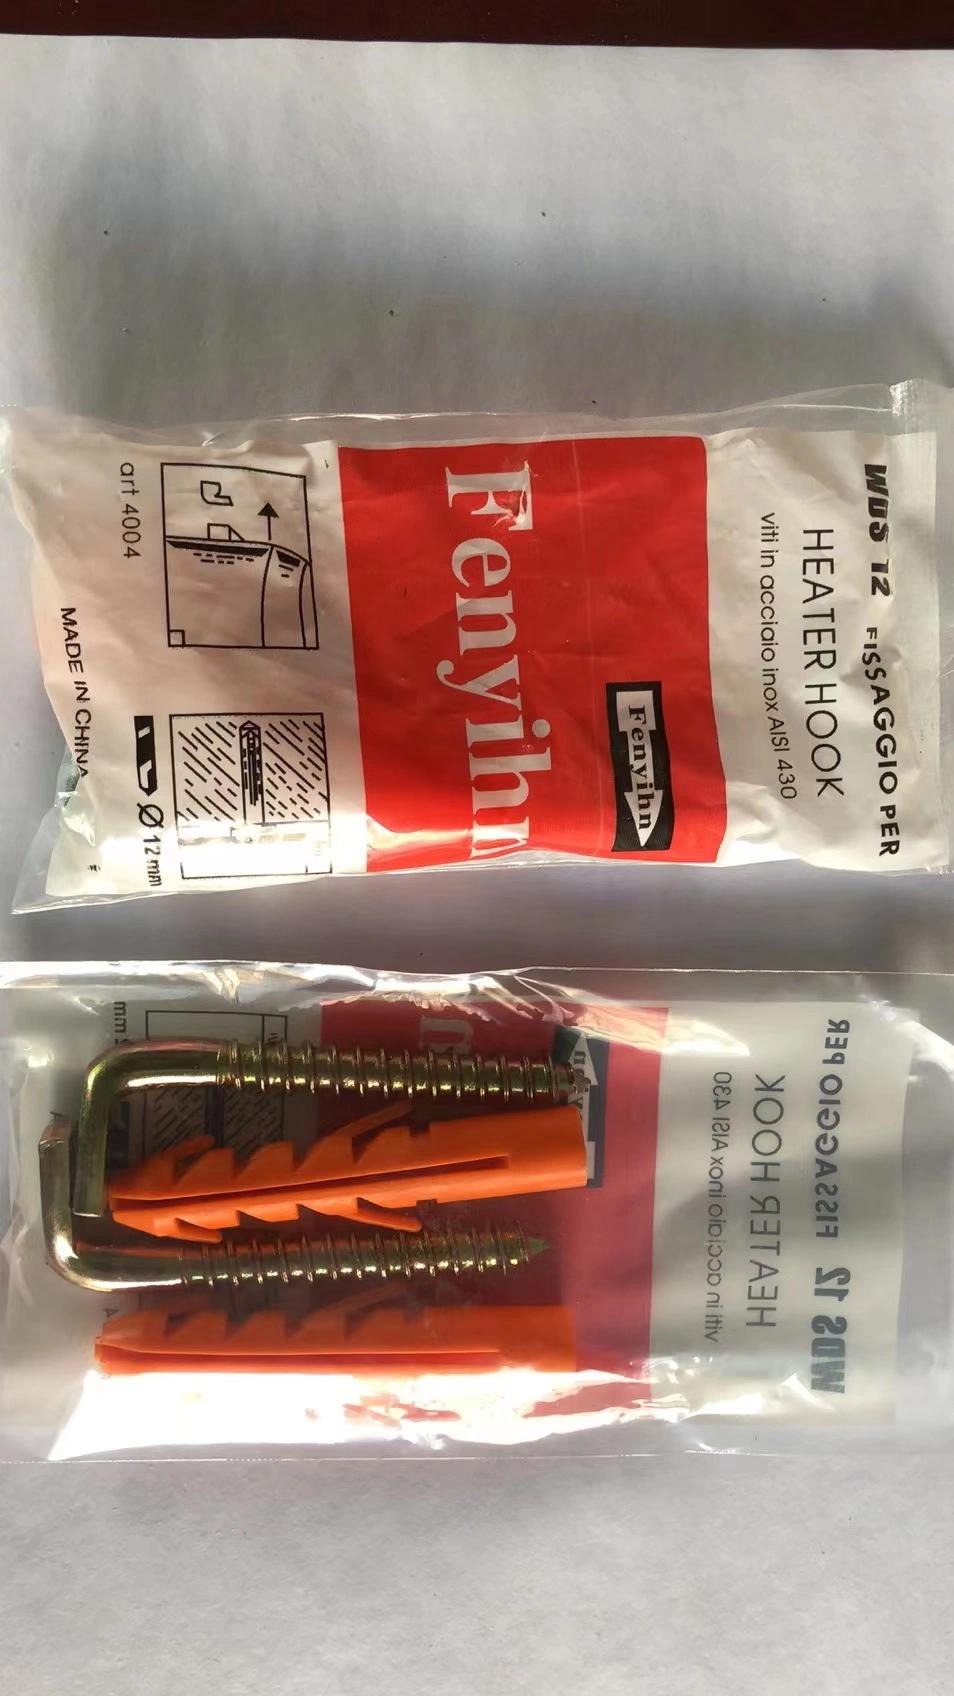 WDS 12 FISSAGGIO PER
HEATER HOOK
viti in acciaio inox AISI 430
Fenyihn
Fenyihn
art 4004
Ø 12 mm
MADE IN CHINA
WDS 12 FISSAGGIO PER
HEATER HOOK
viti in acciaio inox AISI 430